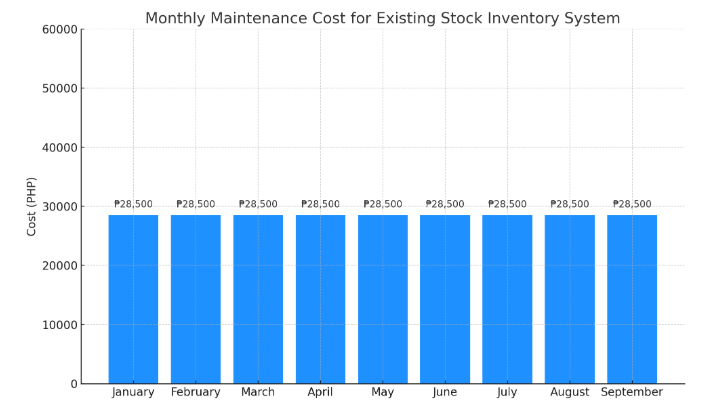 Monthly Maintenance Cost for Existing Stock Inventory System
60000
50000
40000
30000
20000
10000
0
Cost (PHP)
₱28,500 ₱28,500 ₱28,500 ₱28,500 ₱28,500 ₱28,500 ₱28,500 ₱28,500 ₱28,500
January February March April May June July August September